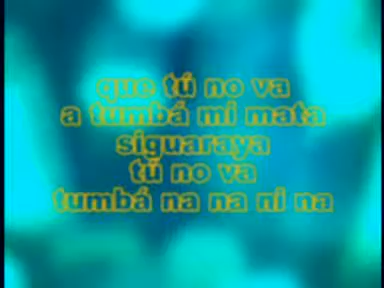 que tú no va
a tumbá mi mata
siguaraya
tú no va
tumbá na na ni na